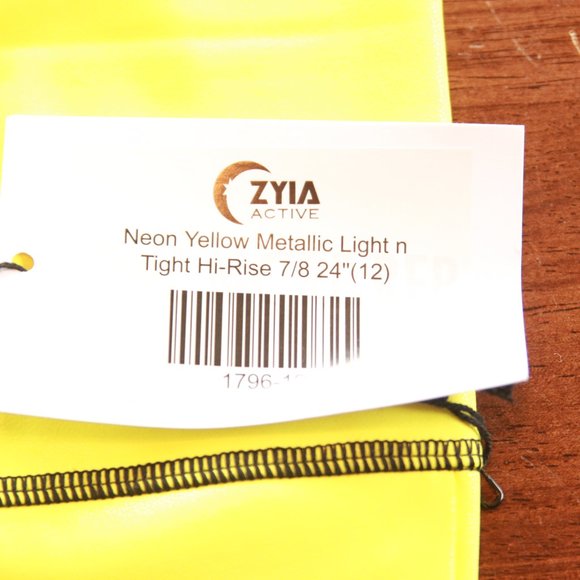 ZYIA
ACTIVE
Neon Yellow Metallic Light n
Tight Hi-Rise 7/8 24"(12)